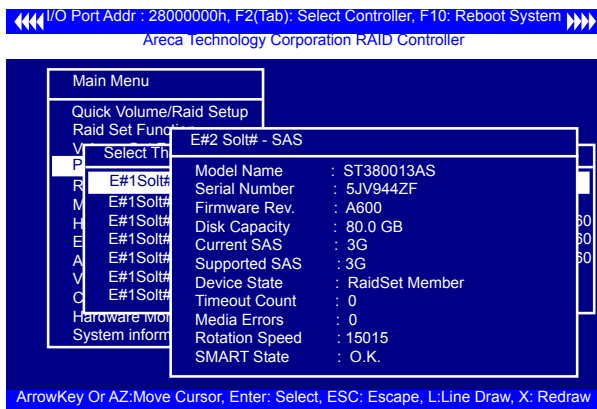 I/O Port Addr : 28000000h, F2(Tab): Select Controller, F10: Reboot System
Areca Technology Corporation RAID Controller
Main Menu
Quick Volume/Raid Setup
Raid Set Func
V
P
R
M
H
E
A
V
C
Hardware Mo
System inform
Select Th
E#1Solt#
E#1Solt#
E#1Solt#
E#1Solt#
E#1Solt#
E#1Solt#
E#1Solt#
60
60
60
E#2 Solt# - SAS
Model Name : ST380013AS
Serial Number : 5JV944ZF
Firmware Rev. : A600
Disk Capacity : 80.0 GB
Current SAS : 3G
Supported SAS : 3G
Device State : RaidSet Member
Timeout Count : 0
Media Errors : 0
Rotation Speed : 15015
SMART State : O.K.
ArrowKey Or AZ:Move Cursor, Enter: Select, ESC: Escape, L:Line Draw, X: Redraw